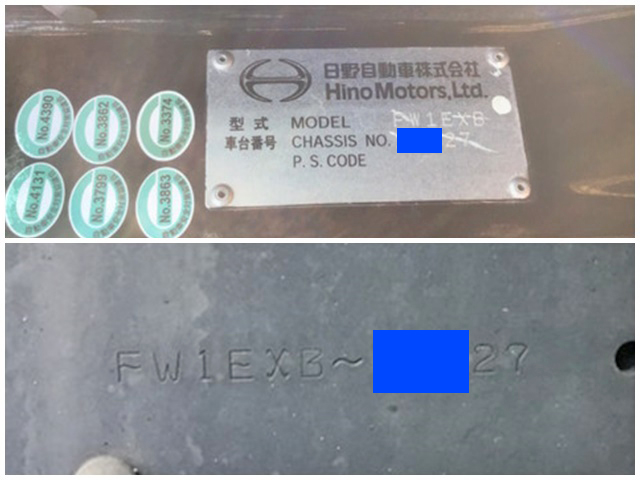 日野自動車株式会社
Hino Motors, Ltd.
型式 MODEL FW1EXB
車台番号 CHASSIS NO. 27
P.S. CODE
No.4390
No.3862
No.3374
No.4131
No.3799
No.3863
FW1EXB~ 27